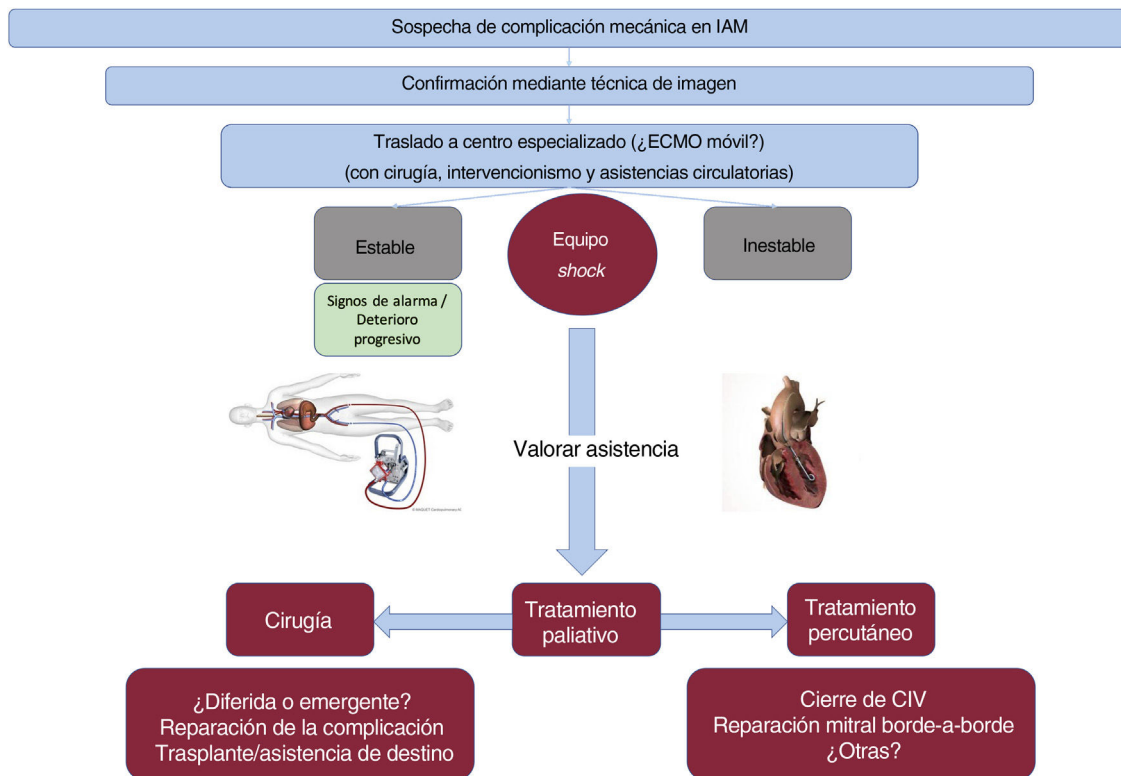 Sospecha de complicación mecánica en IAM
Confirmación mediante técnica de imagen
Traslado a centro especializado (¿ECMO móvil?)
(con cirugía, intervencionismo y asistencias circulatorias)
Estable
Equipo
shock
Inestable
Signos de alarma /
Deterioro
progresivo
Valorar asistencia
Cirugía
Tratamiento
paliativo
Tratamiento
percutáneo
¿Diferida o emergente?
Reparación de la complicación
Trasplante/asistencia de destino
Cierre de CIV
Reparación mitral borde-a-borde
¿Otras?